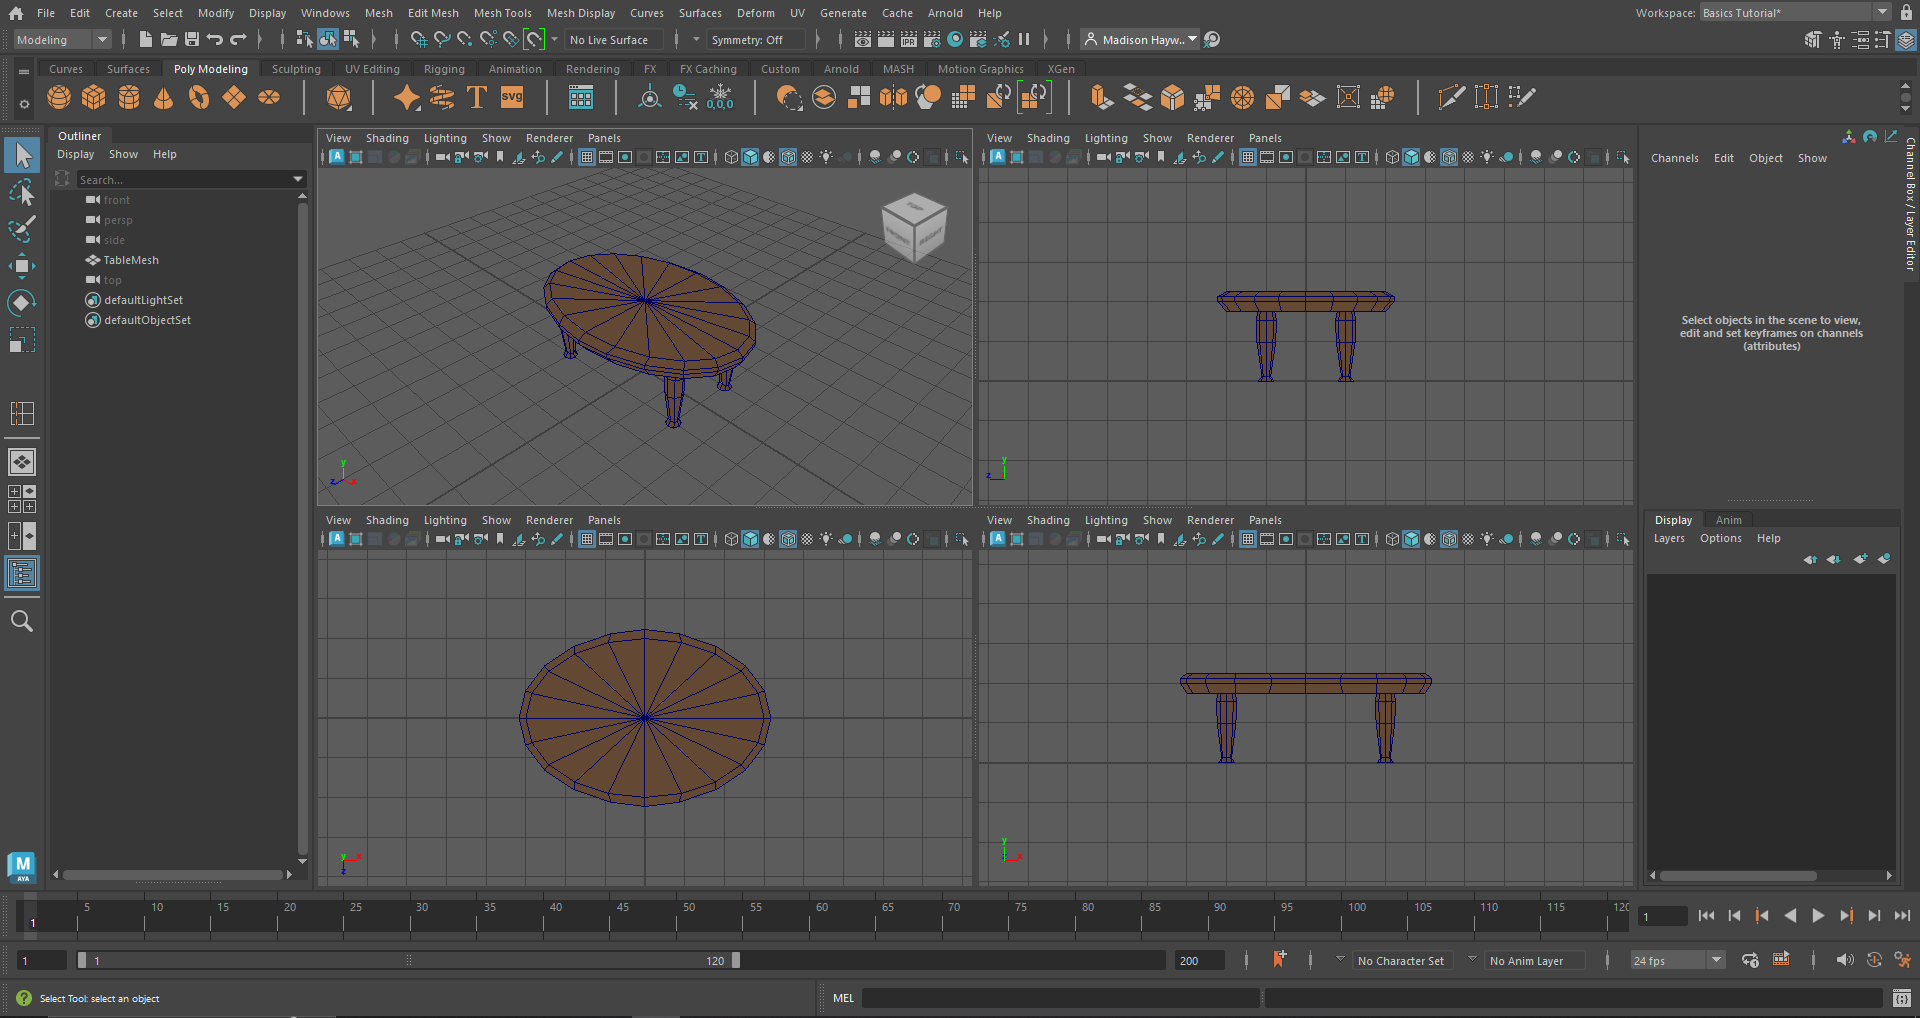 File Edit Create Select Modify Display Windows Mesh Edit Mesh Mesh Tools Mesh Display Curves Surfaces Deform UV Generate Cache Arnold Help Workspace: Basics Tutorial*
Modeling No Live Surface Symmetry: Off Madison Hayw..
Curves Surfaces Poly Modeling Sculpting UV Editing Rigging Animation Rendering FX FX Caching Custom Arnold MASH Motion Graphics XGen
T svg 0,0,0
Outliner
Display Show Help
Search...
front
persp
side
TableMesh
top
defaultLightSet
defaultObjectSet
View Shading Lighting Show Renderer Panels
TOP
FRONT RIGHT
y
z x
View Shading Lighting Show Renderer Panels
y
z
View Shading Lighting Show Renderer Panels
y x
z
View Shading Lighting Show Renderer Panels
y
x
Channels Edit Object Show
Channel Box / Layer Editor
Select objects in the scene to view,
edit and set keyframes on channels
(attributes)
Display Anim
Layers Options Help
M
AYA
5 10 15 20 25 30 35 40 45 50 55 60 65 70 75 80 85 90 95 100 105 110 115 120
1 1
1 1 120 200 No Character Set No Anim Layer 24 fps
Select Tool: select an object MEL